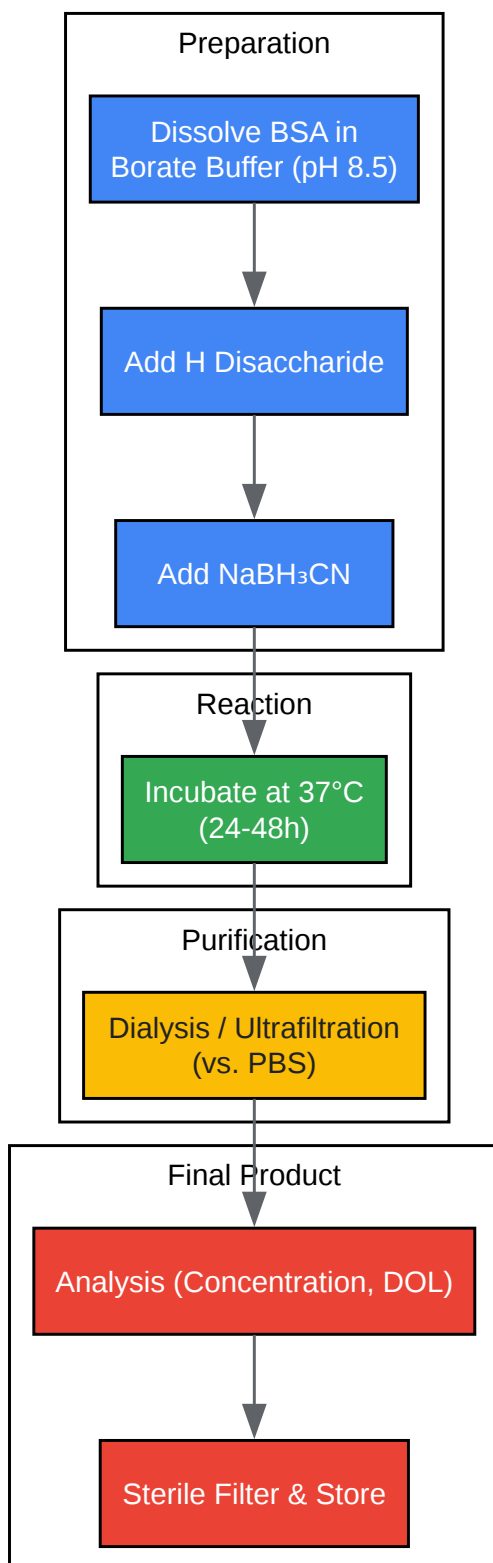 Preparation
Dissolve BSA in
Borate Buffer (pH 8.5)
Add H Disaccharide
Add NaBH₃CN
Reaction
Incubate at 37°C
(24-48h)
Purification
Dialysis / Ultrafiltration
(vs. PBS)
Final Product
Analysis (Concentration, DOL)
Sterile Filter & Store